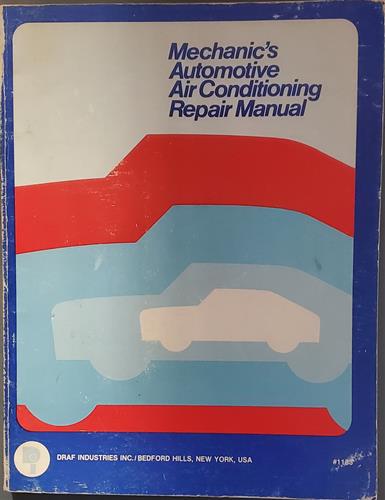 Mechanic's
Automotive
Air Conditioning
Repair Manual
DRAF INDUSTRIES INC./BEDFORD HILLS, NEW YORK, USA